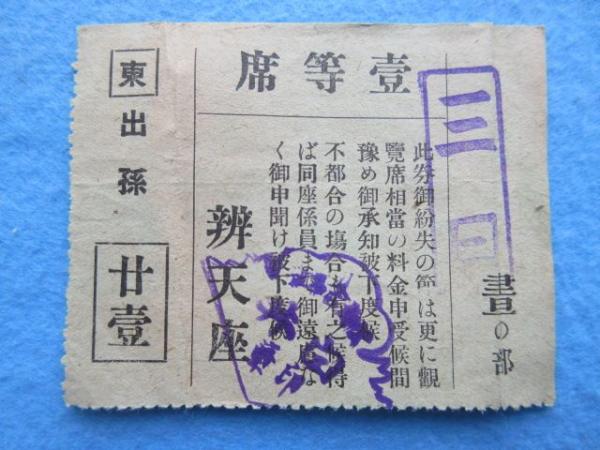 壹等席
三日
晝の部
此券御紛失の節は更に觀
覽席相當の料金申受候間
豫め御承知被下度候
不都合の塲合も有之候得
ば同座係員まで御遠慮な
く御申聞け被下度候
辨天座
東
出
孫
廿壹